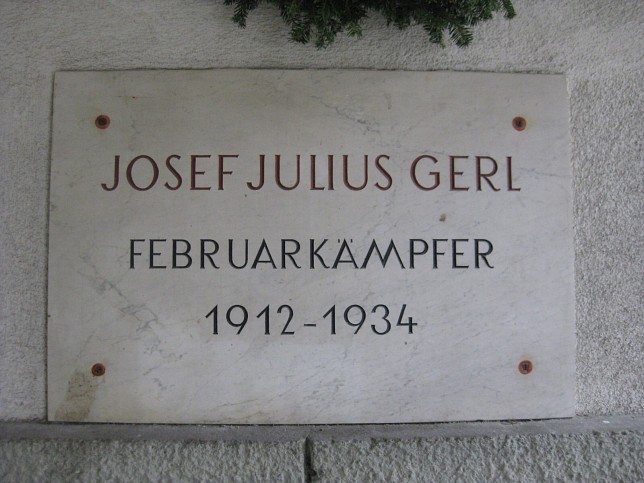 JOSEF JULIUS GERL
FEBRUARKÄMPFER
1912-1934